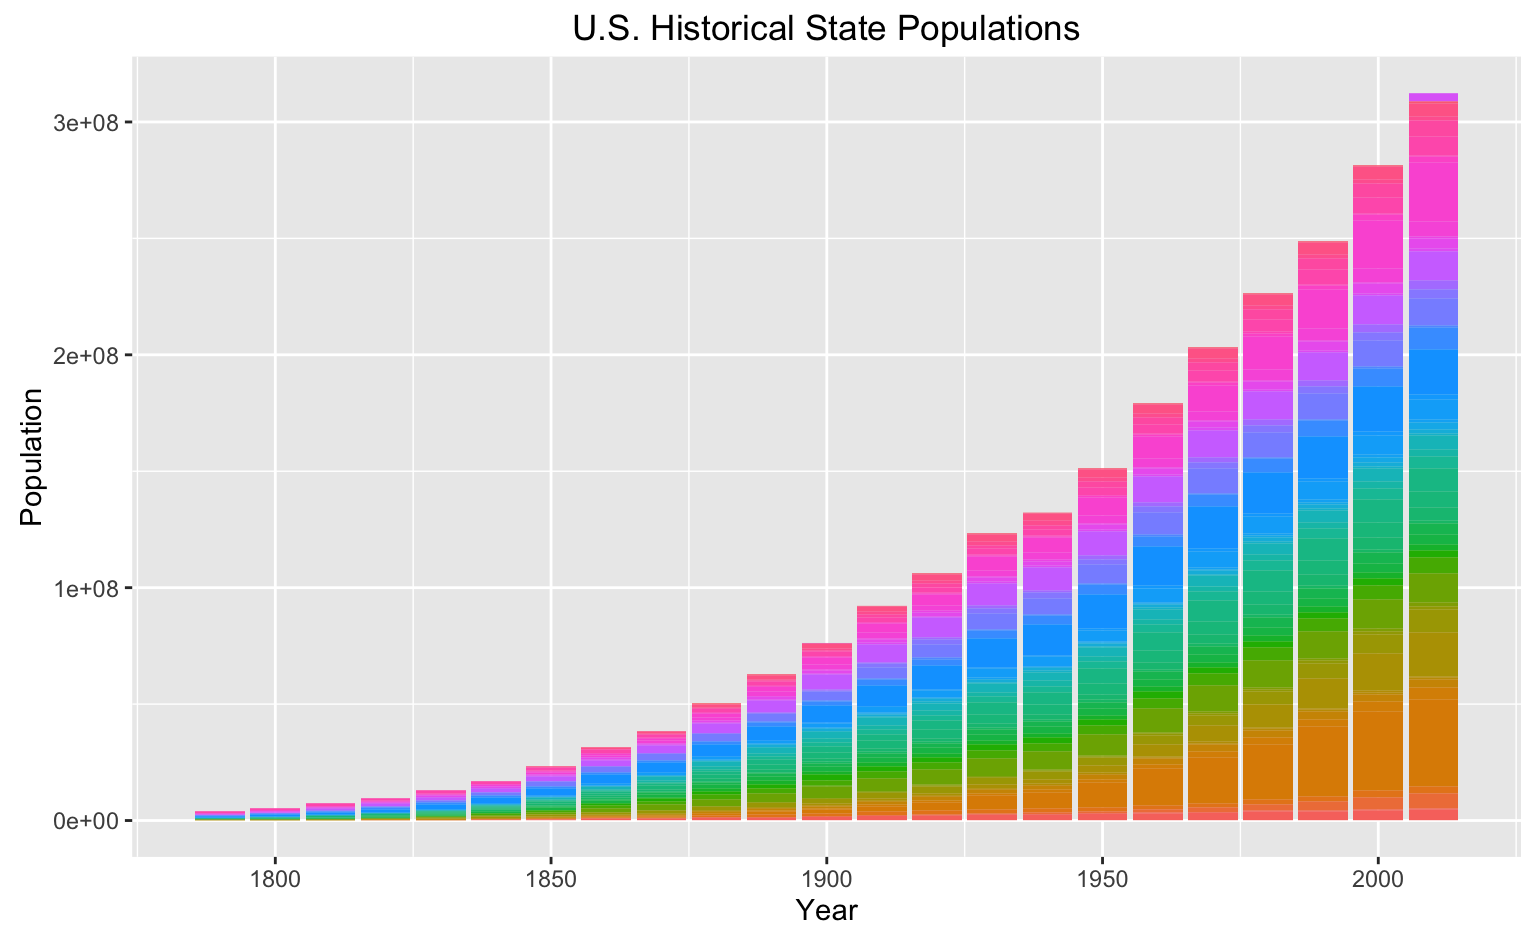 U.S. Historical State Populations
Population
3e+08
2e+08
1e+08
0e+00
1800 1850 1900 1950 2000
Year